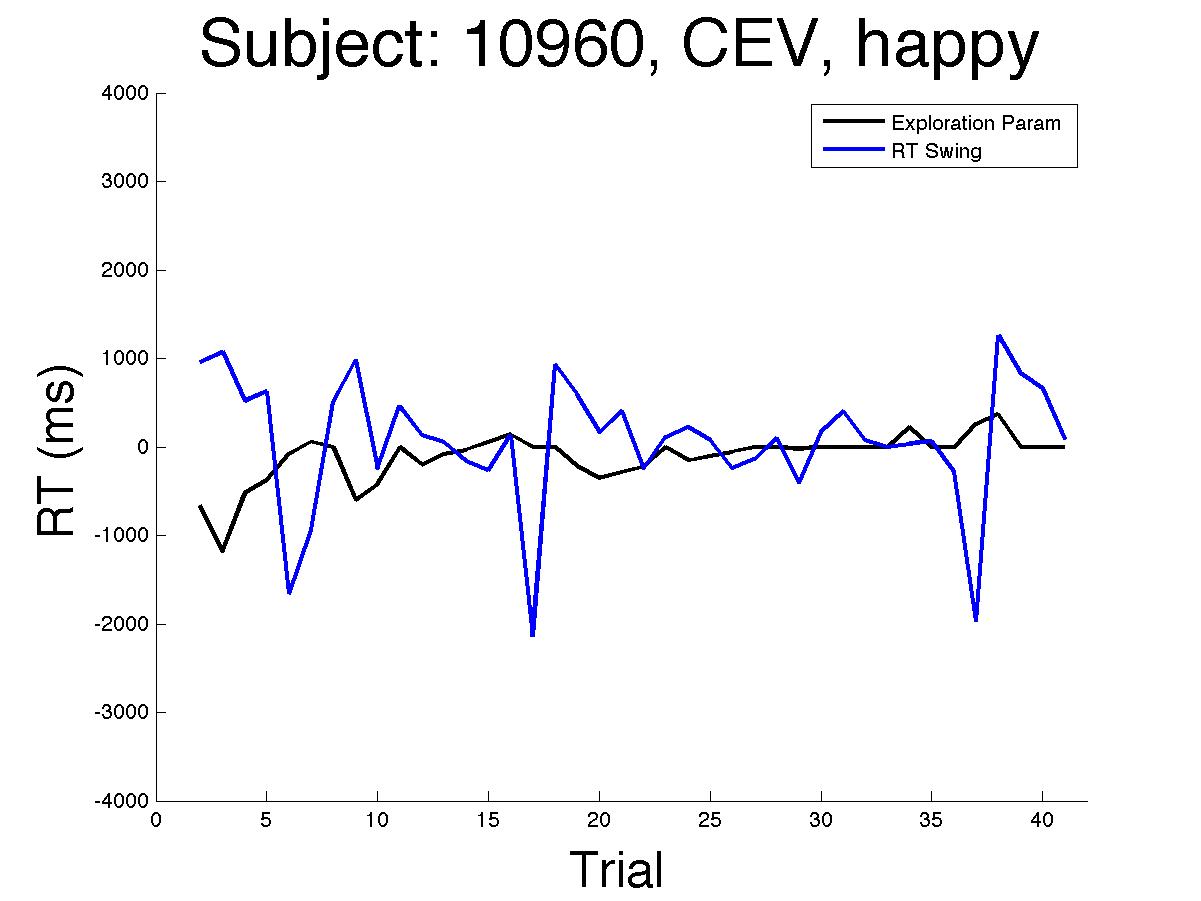 Subject: 10960, CEV, happy
Exploration Param
RT Swing
4000
3000
2000
1000
0
-1000
-2000
-3000
-4000
RT (ms)
0 5 10 15 20 25 30 35 40
Trial